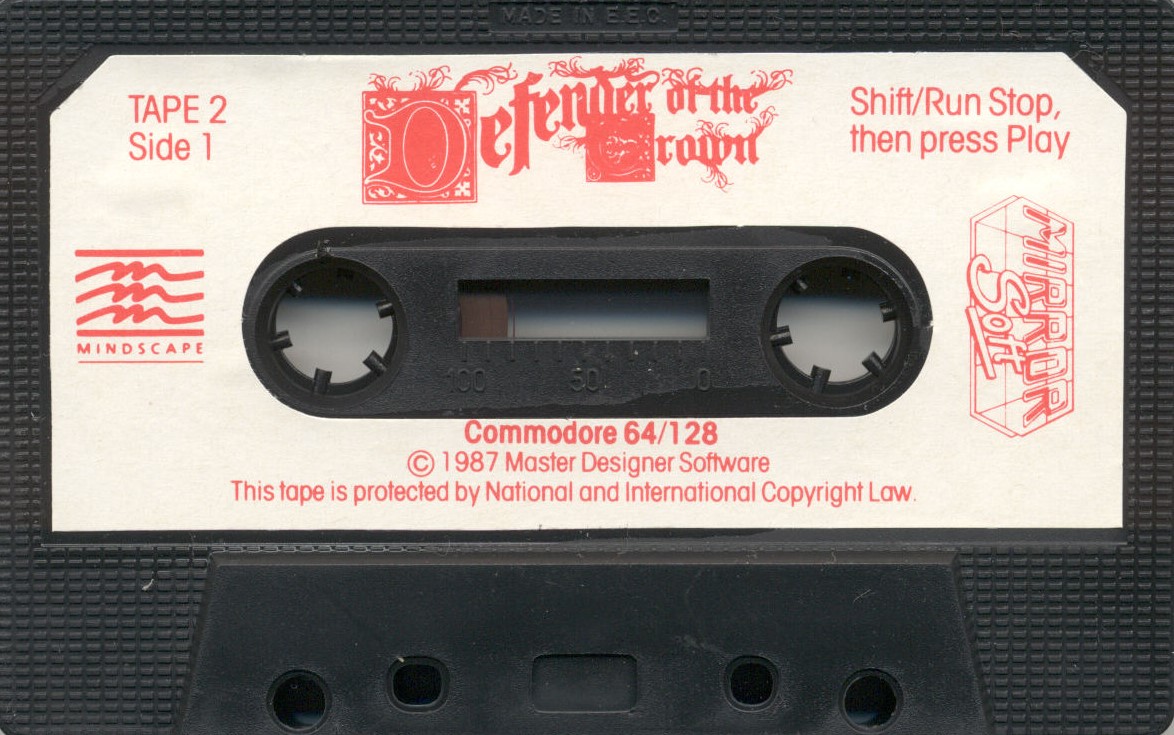 MADE IN E.E.C.
TAPE 2
Side 1
Defender of the
Crown
Shift/Run Stop,
then press Play
MINDSCAPE
MIRROR
Soft
100 50 0
Commodore 64/128
© 1987 Master Designer Software
This tape is protected by National and International Copyright Law.